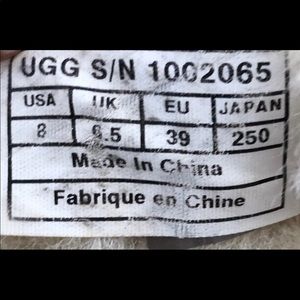 UGG S/N 1002065
USA UK EU JAPAN
8 6.5 39 250
Made In China
Fabrique en Chine